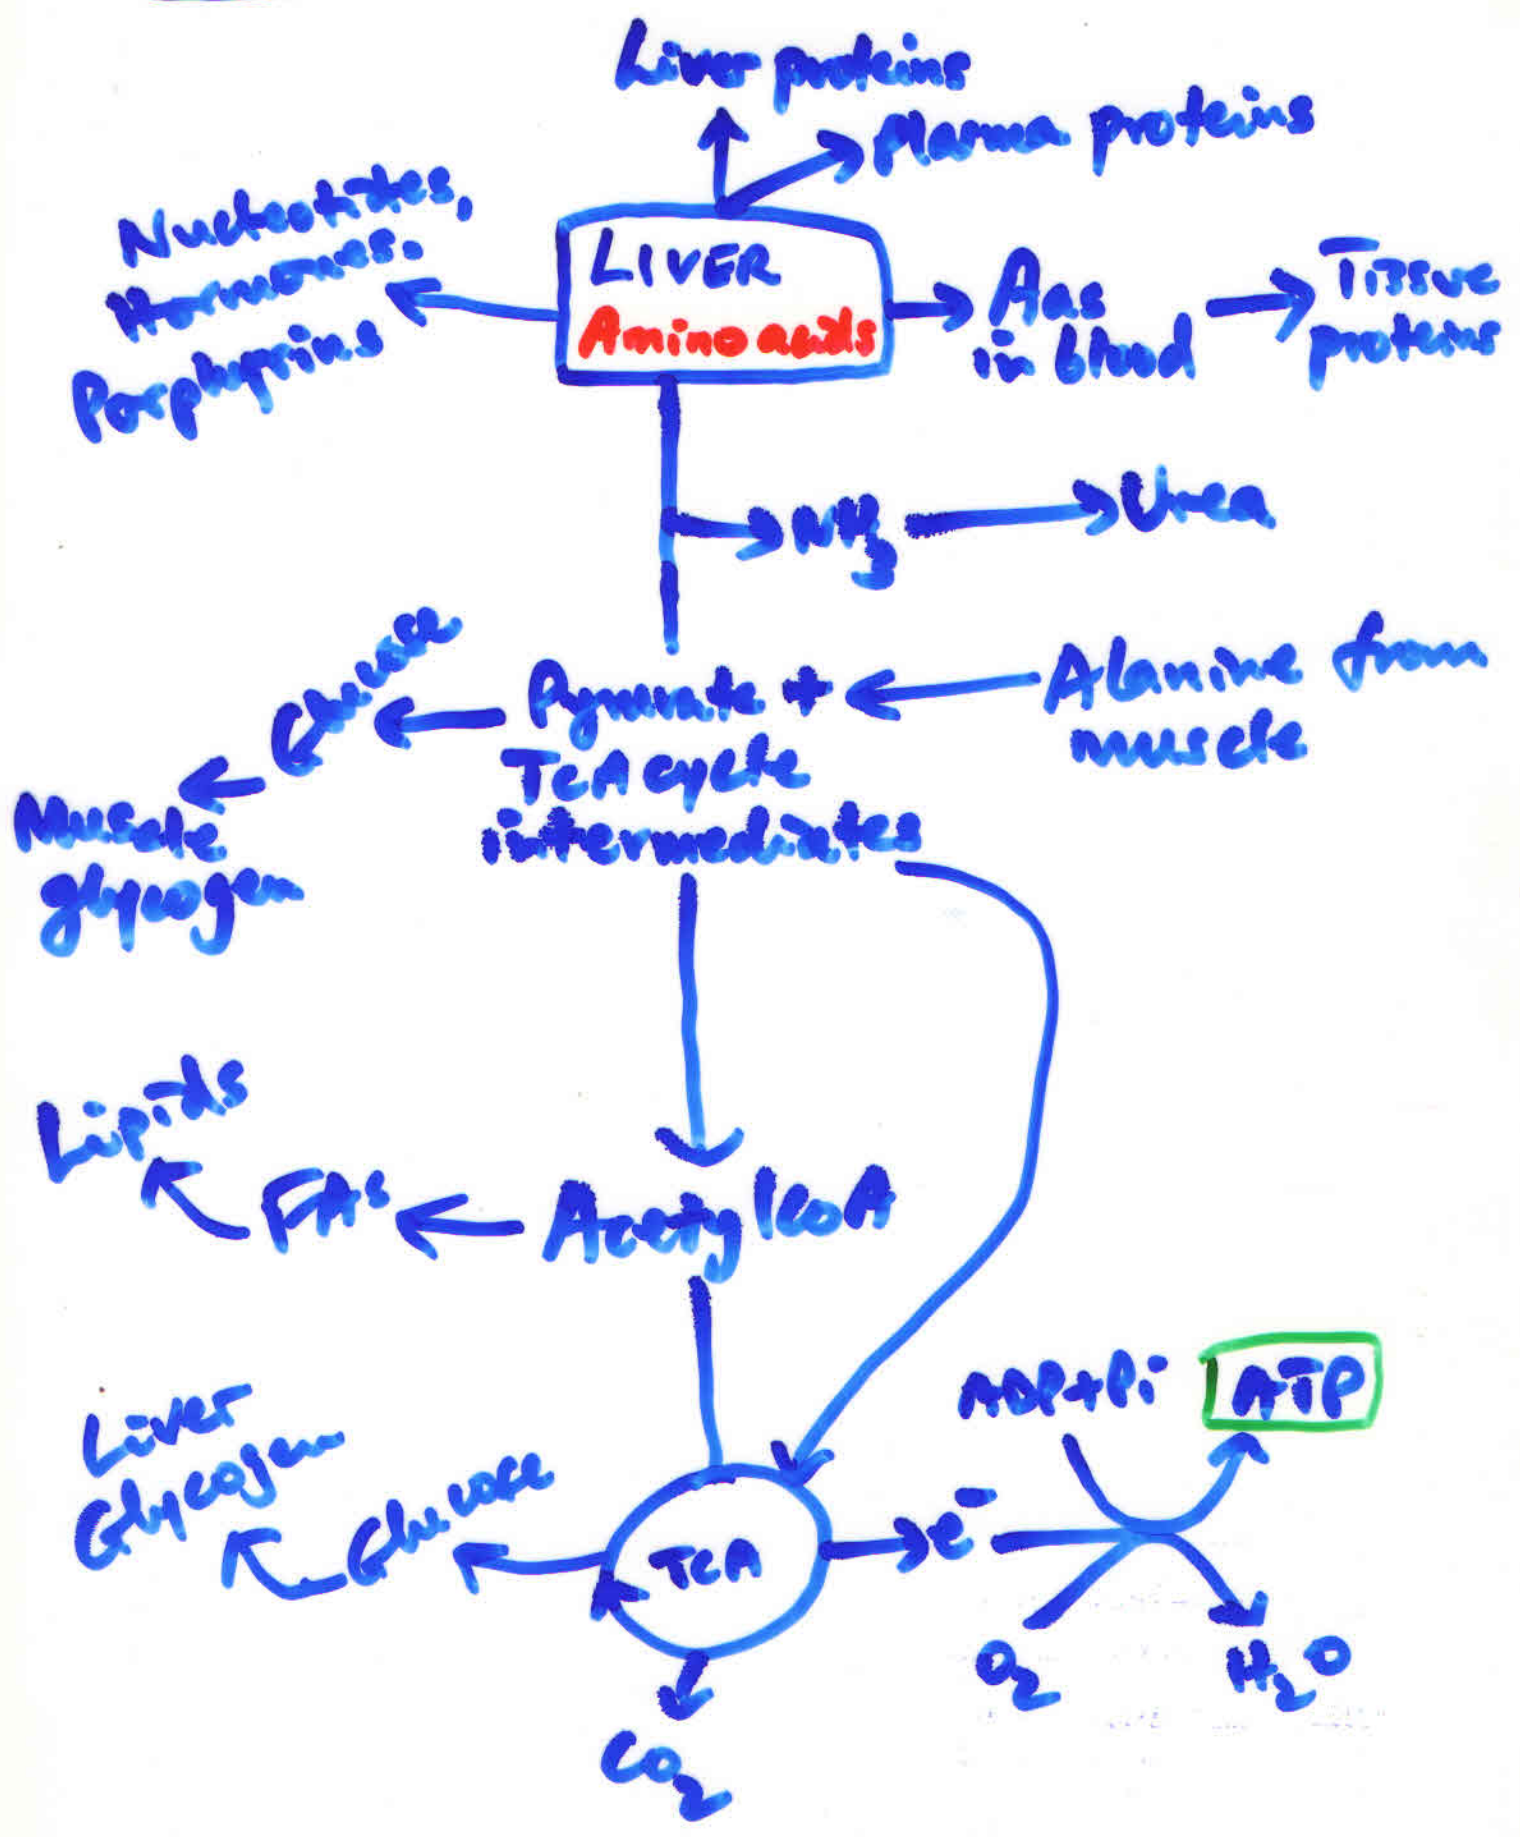 Liver proteins
Plasma proteins
Nucleotides,
Hormones.
Porphyrins
LIVER
Amino acids
Aas
in blood
Tissue
proteins
NH3
Urea
Glucose
Muscle
glycogen
Pyruvate +
TCA cycle
intermediates
Alanine from
muscle
Lipids
FAs
Acetyl CoA
ADP+Pi
ATP
Liver
Glycogen
Glucose
TCA
e-
O2
H2O
CO2